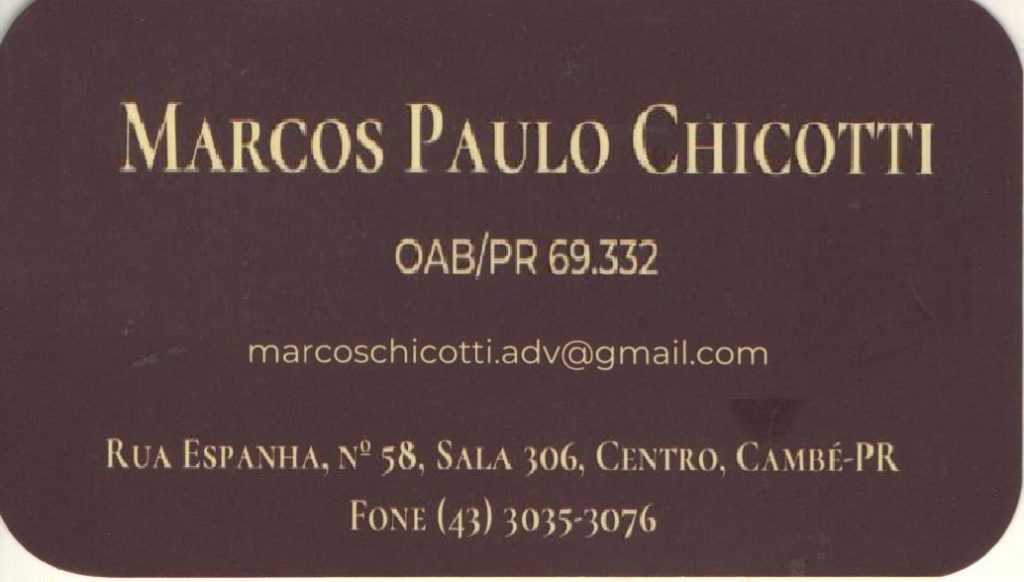 MARCOS PAULO CHICOTTI
OAB/PR 69.332
marcoschicotti.adv@gmail.com
RUA ESPANHA, Nº 58, SALA 306, CENTRO, CAMBÉ-PR
FONE (43) 3035-3076